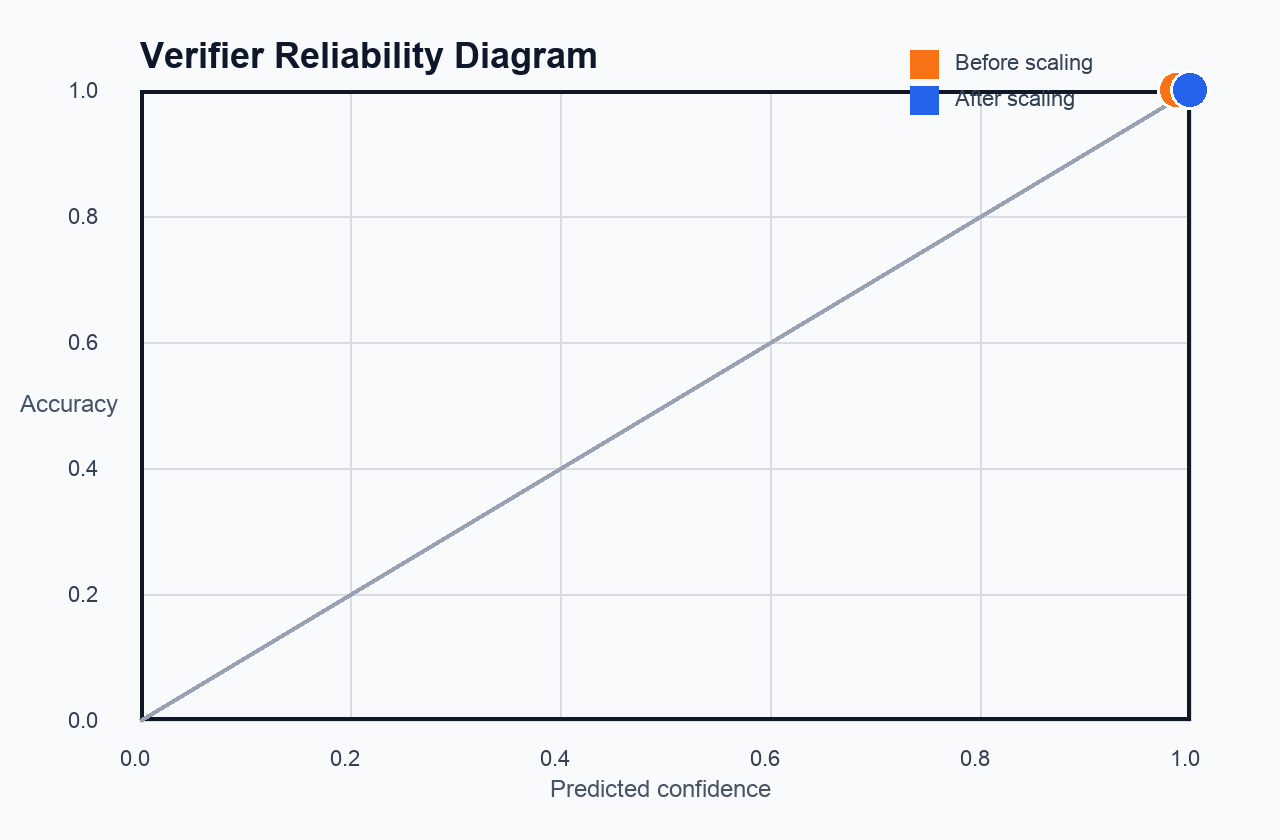 Verifier Reliability Diagram
Before scaling
After scaling
1.0
0.8
0.6
Accuracy
0.4
0.2
0.0
0.0 0.2 0.4 0.6 0.8 1.0
Predicted confidence